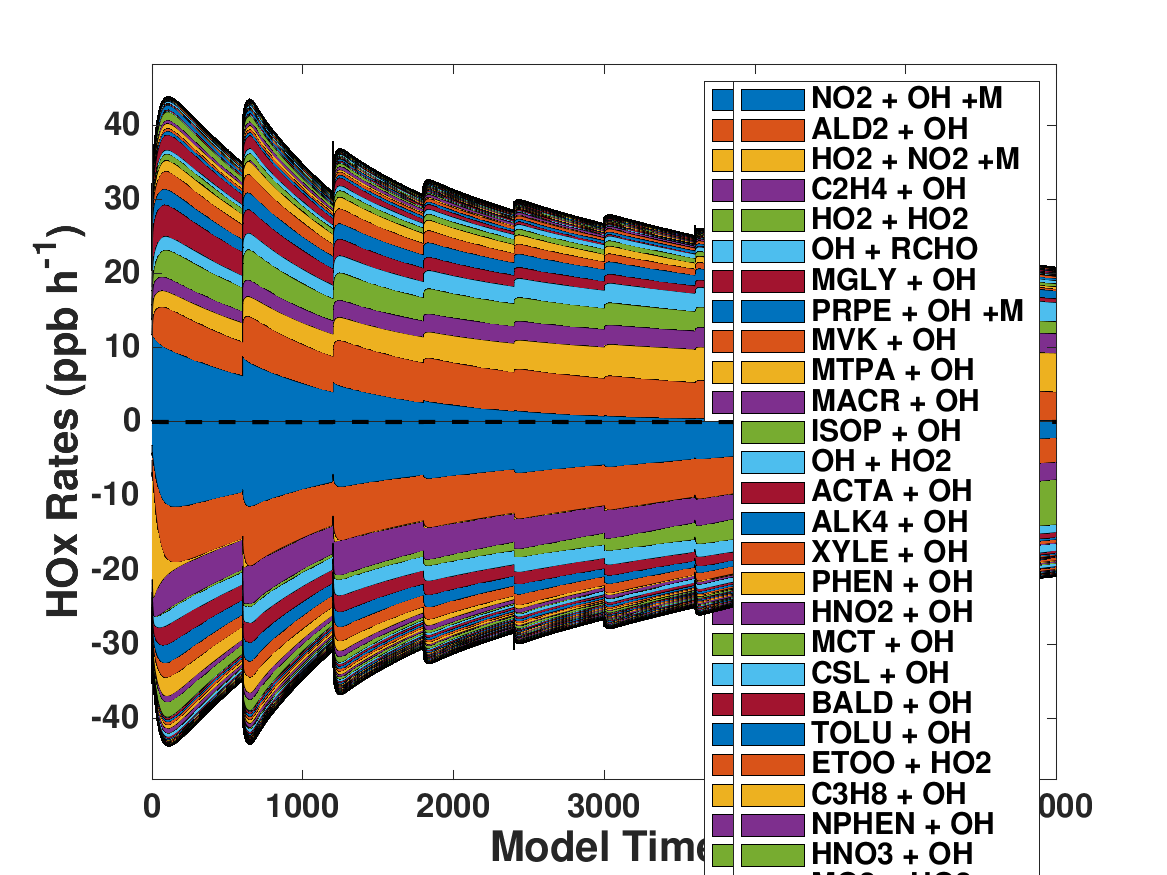 40
30
20
10
0
-10
-20
-30
-40
HOx Rates (ppb h-1)
0 1000 2000 3000 000
Model Time
NO2 + OH +M
ALD2 + OH
HO2 + NO2 +M
C2H4 + OH
HO2 + HO2
OH + RCHO
MGLY + OH
PRPE + OH +M
MVK + OH
MTPA + OH
MACR + OH
ISOP + OH
OH + HO2
ACTA + OH
ALK4 + OH
XYLE + OH
PHEN + OH
HNO2 + OH
MCT + OH
CSL + OH
BALD + OH
TOLU + OH
ETOO + HO2
C3H8 + OH
NPHEN + OH
HNO3 + OH